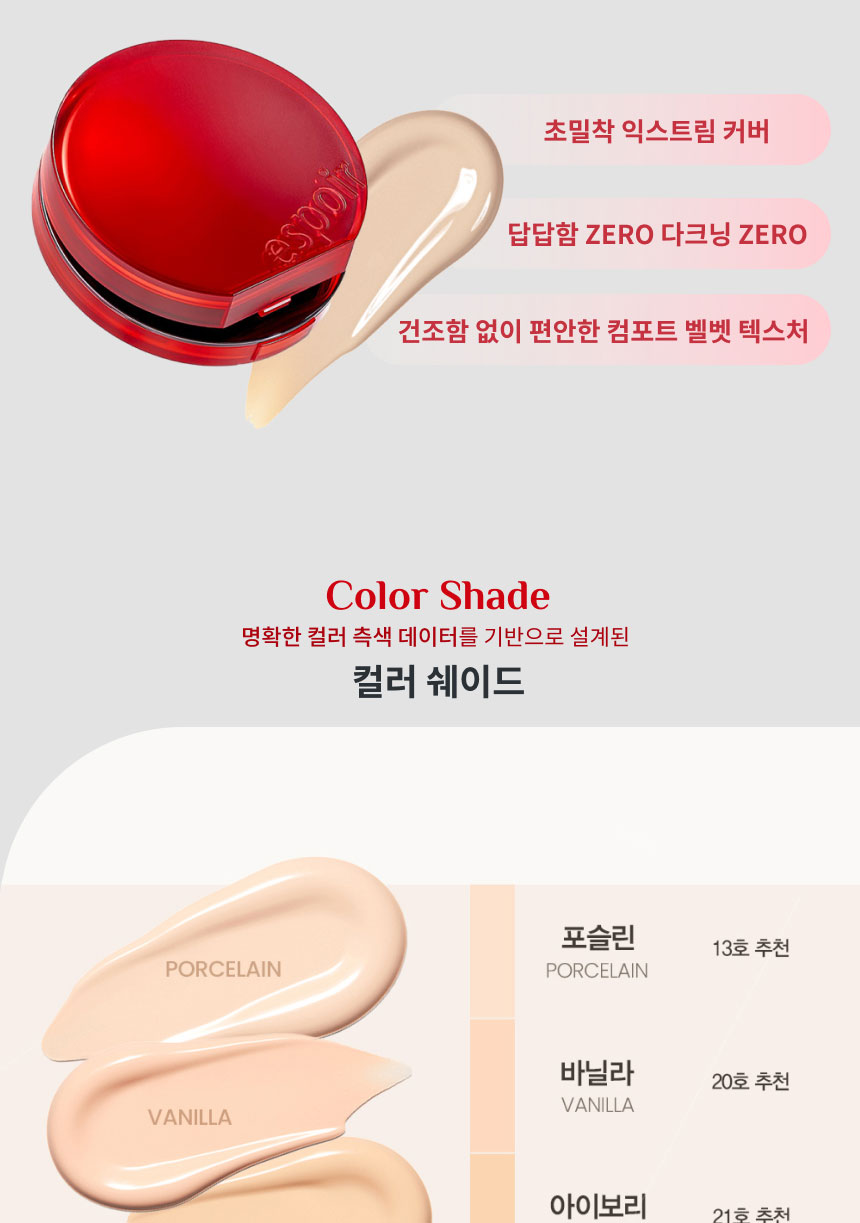 espoir
초밀착 익스트림 커버
답답함 ZERO 다크닝 ZERO
건조함 없이 편안한 컴포트 벨벳 텍스처
Color Shade
명확한 컬러 측색 데이터를 기반으로 설계된
컬러 쉐이드
PORCELAIN
포슬린
PORCELAIN
13호 추천
VANILLA
바닐라
VANILLA
20호 추천
아이보리
21호 추천